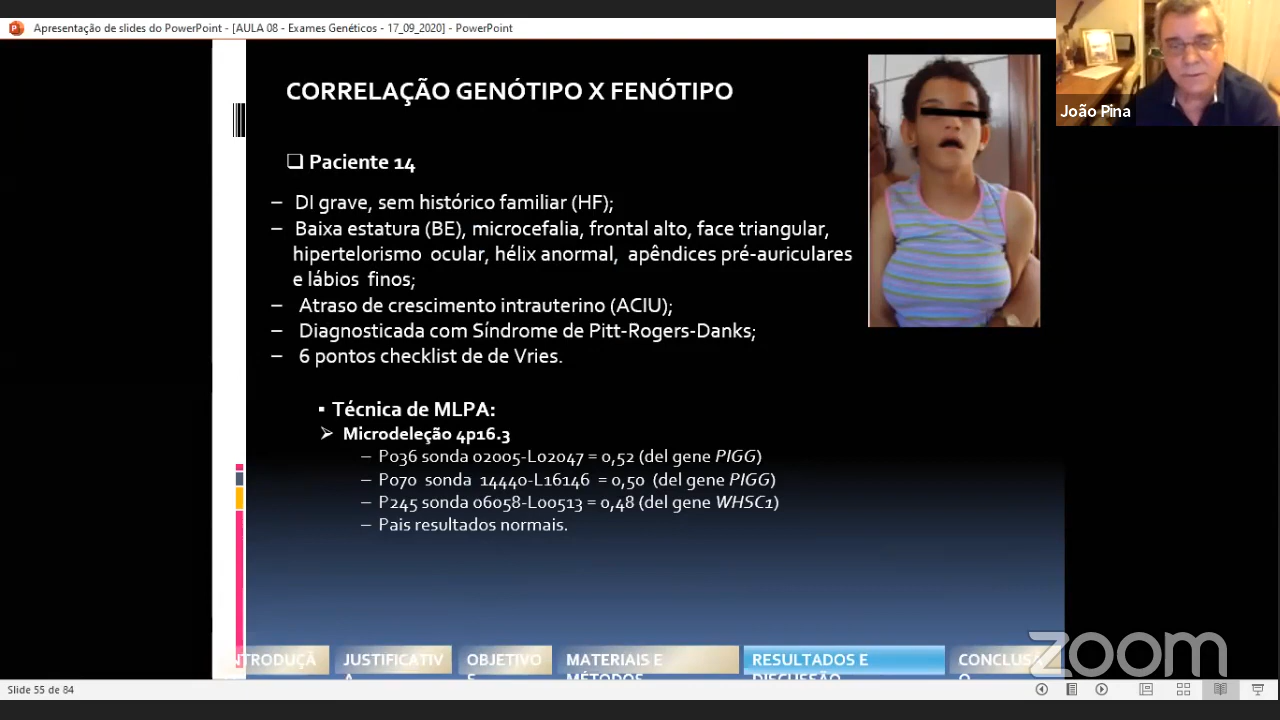 Apresentação de slides do PowerPoint - [AULA 08 - Exames Genéticos - 17_09_2020] - PowerPoint
João Pina
CORRELAÇÃO GENÓTIPO X FENÓTIPO
❑ Paciente 14
– DI grave, sem histórico familiar (HF);
– Baixa estatura (BE), microcefalia, frontal alto, face triangular,
hipertelorismo ocular, hélix anormal, apêndices pré-auriculares
e lábios finos;
– Atraso de crescimento intrauterino (ACIU);
– Diagnosticada com Síndrome de Pitt-Rogers-Danks;
– 6 pontos checklist de de Vries.
▪ Técnica de MLPA:
➢ Microdeleção 4p16.3
– P036 sonda 02005-L02047 = 0,52 (del gene PIGG)
– P070 sonda 14440-L16146 = 0,50 (del gene PIGG)
– P245 sonda 06058-L00513 = 0,48 (del gene WHSC1)
– Pais resultados normais.
NTRODUÇÃ
JUSTIFICATIV
A
OBJETIVO
S
MATERIAIS E
MÉTODOS
RESULTADOS E
DISCUSSÃO
CONCLUSÃ
O
zoom
Slide 55 de 84